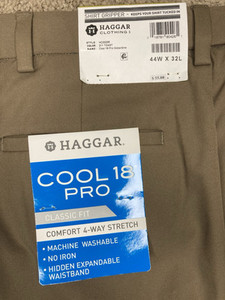 SHIRT GRIPPER - KEEPS YOUR SHIRT TUCKED IN
HAGGAR
CLOTHING
44W X 32L
HAGGAR
COOL 18
PRO
CLASSIC FIT
COMFORT 4-WAY STRETCH
• MACHINE WASHABLE
• NO IRON
• HIDDEN EXPANDABLE
WAISTBAND